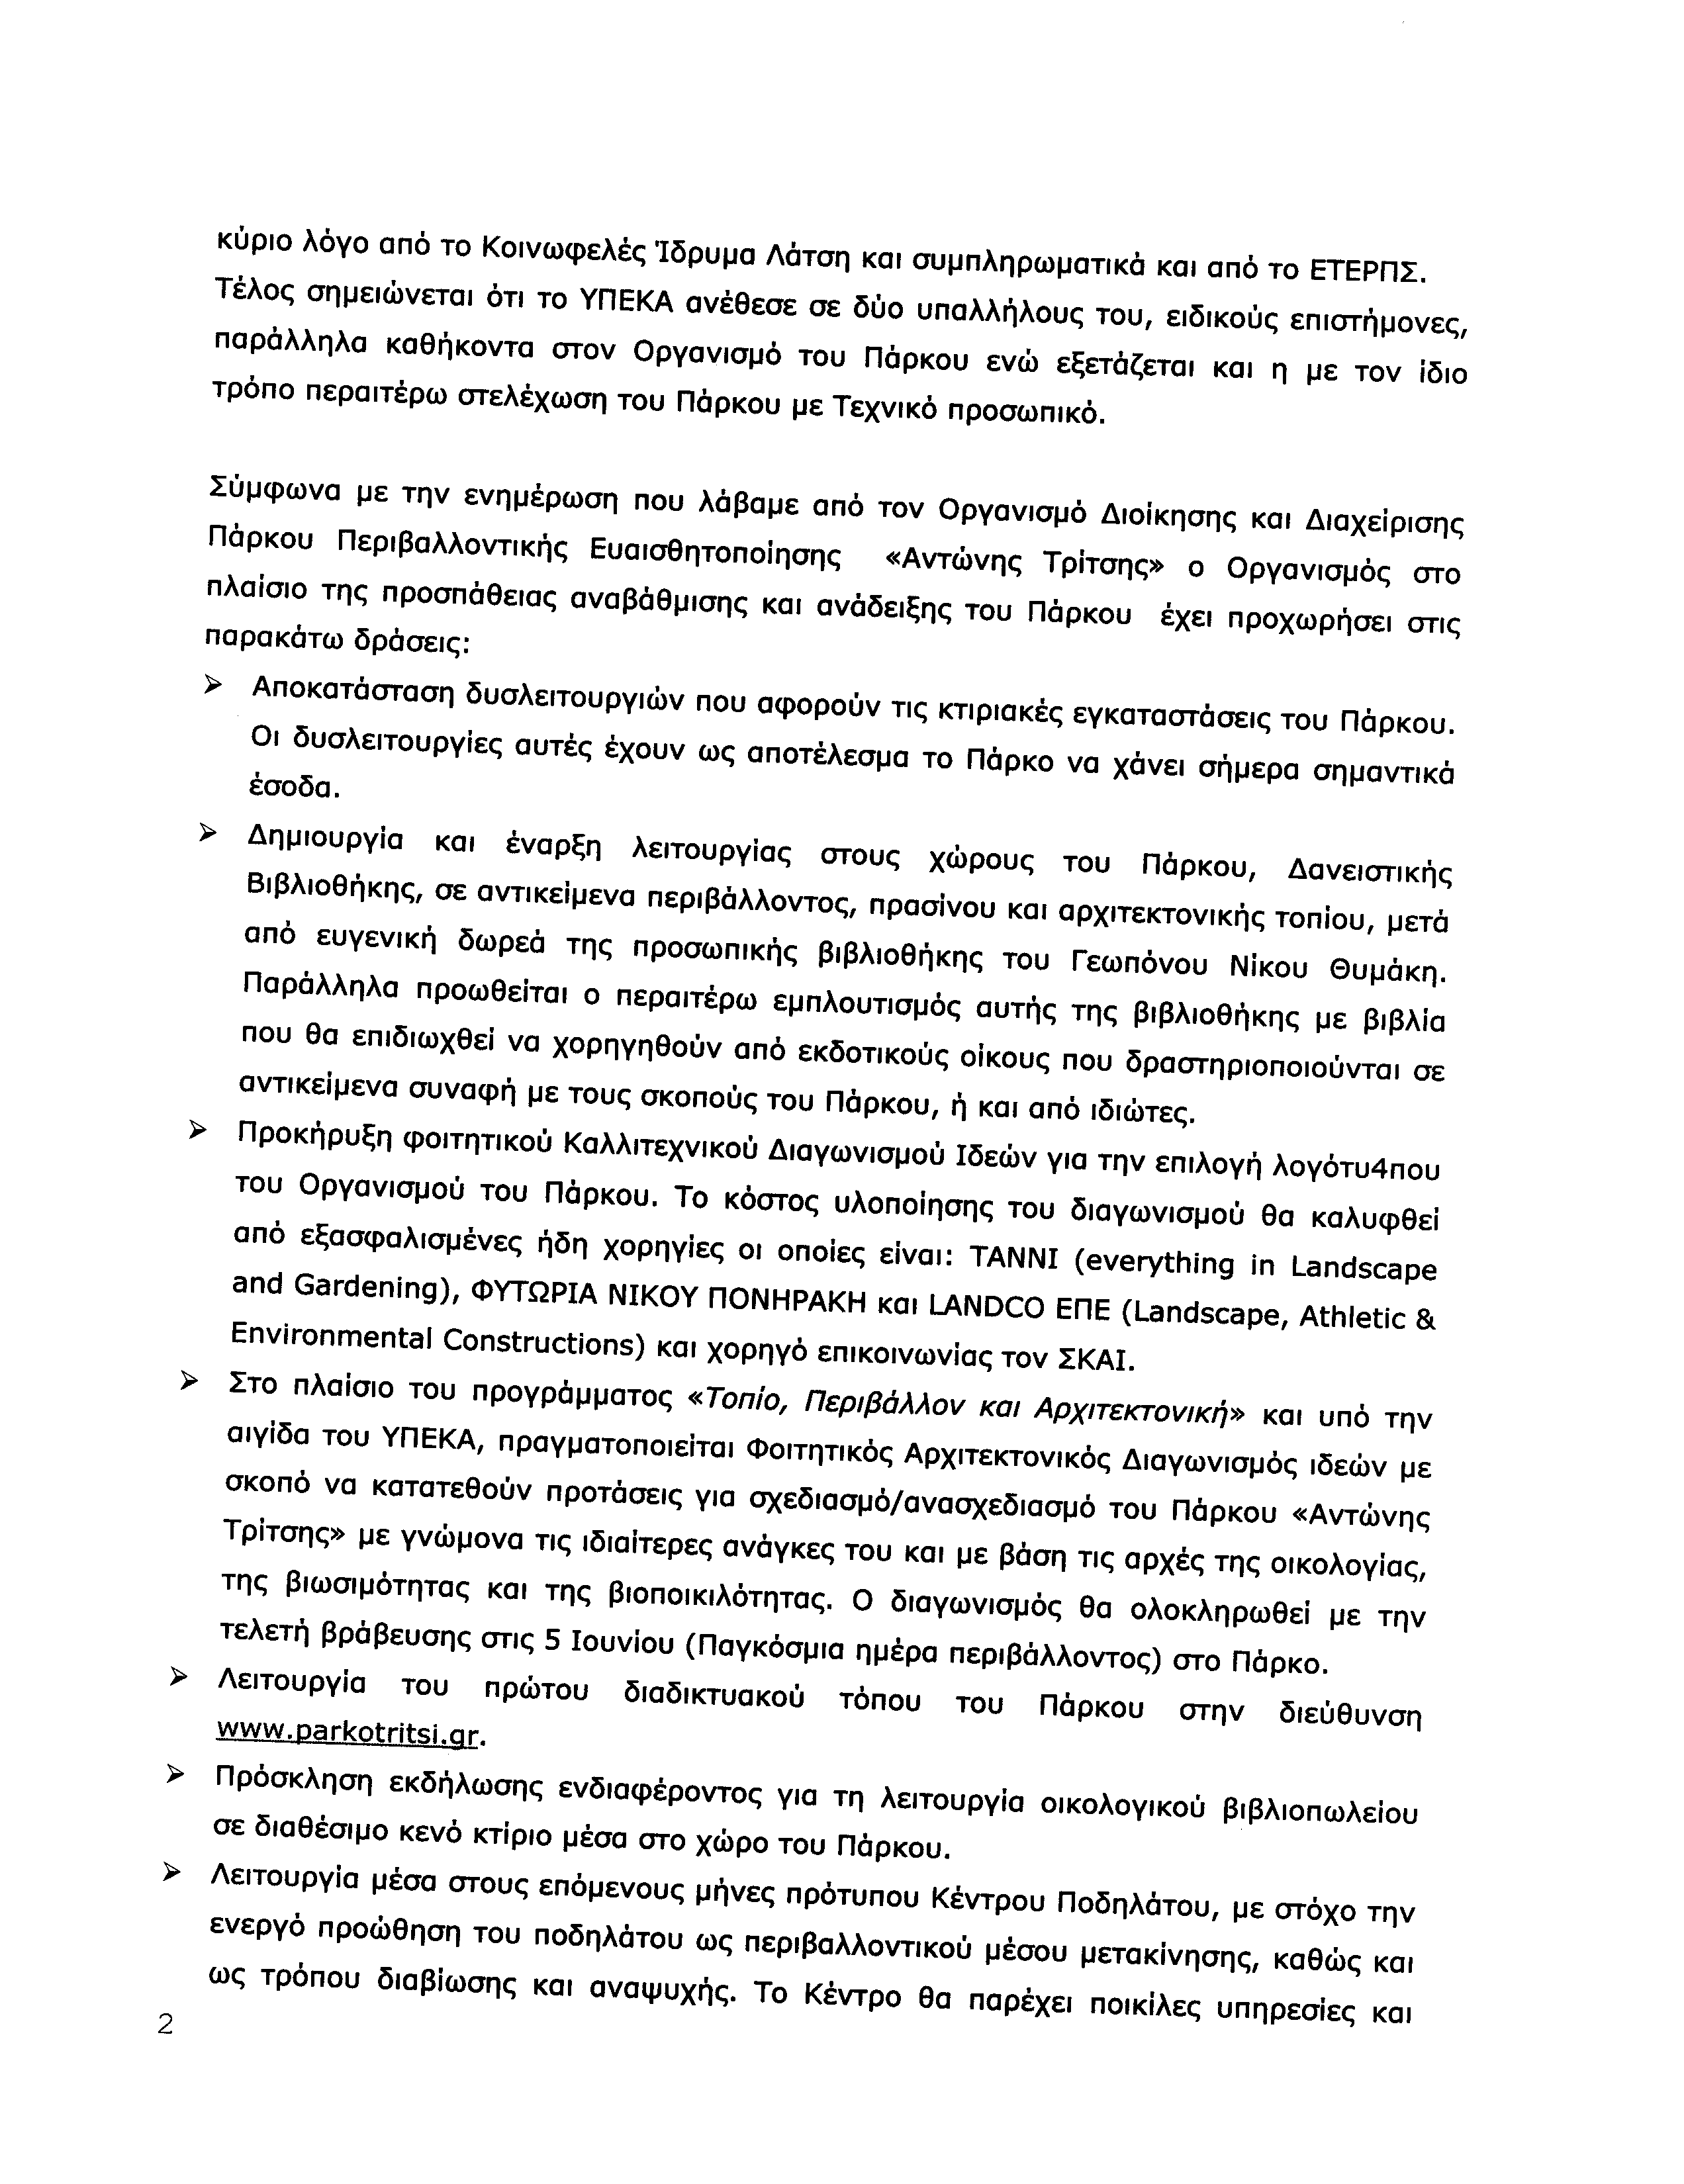 κύριο λόγο από το Κοινωφελές Ίδρυμα Λάτση και συμπληρωματικά και από το ΕΤΕΡΠΣ.
Τέλος σημειώνεται ότι το ΥΠΕΚΑ ανέθεσε σε δύο υπαλλήλους του, ειδικούς επιστήμονες,
παράλληλα καθήκοντα στον Οργανισμό του Πάρκου ενώ εξετάζεται και η με τον ίδιο
τρόπο περαιτέρω στελέχωση του Πάρκου με Τεχνικό προσωπικό.
Σύμφωνα με την ενημέρωση που λάβαμε από τον Οργανισμό Διοίκησης και Διαχείρισης
Πάρκου Περιβαλλοντικής Ευαισθητοποίησης «Αντώνης Τρίτσης» ο Οργανισμός στο
πλαίσιο της προσπάθειας αναβάθμισης και ανάδειξης του Πάρκου έχει προχωρήσει στις
παρακάτω δράσεις:
➢ Αποκατάσταση δυσλειτουργιών που αφορούν τις κτιριακές εγκαταστάσεις του Πάρκου.
Οι δυσλειτουργίες αυτές έχουν ως αποτέλεσμα το Πάρκο να χάνει σήμερα σημαντικά
έσοδα.
➢ Δημιουργία και έναρξη λειτουργίας στους χώρους του Πάρκου, Δανειστικής
Βιβλιοθήκης, σε αντικείμενα περιβάλλοντος, πρασίνου και αρχιτεκτονικής τοπίου, μετά
από ευγενική δωρεά της προσωπικής βιβλιοθήκης του Γεωπόνου Νίκου Θυμάκη.
Παράλληλα προωθείται ο περαιτέρω εμπλουτισμός αυτής της βιβλιοθήκης με βιβλία
που θα επιδιωχθεί να χορηγηθούν από εκδοτικούς οίκους που δραστηριοποιούνται σε
αντικείμενα συναφή με τους σκοπούς του Πάρκου, ή και από ιδιώτες.
➢ Προκήρυξη φοιτητικού Καλλιτεχνικού Διαγωνισμού Ιδεών για την επιλογή λογότυ4που
του Οργανισμού του Πάρκου. Το κόστος υλοποίησης του διαγωνισμού θα καλυφθεί
από εξασφαλισμένες ήδη χορηγίες οι οποίες είναι: TANNI (everything in Landscape
and Gardening), ΦΥΤΩΡΙΑ ΝΙΚΟΥ ΠΟΝΗΡΑΚΗ και LANDCO ΕΠΕ (Landscape, Athletic &
Environmental Constructions) και χορηγό επικοινωνίας τον ΣΚΑΙ.
➢ Στο πλαίσιο του προγράμματος «Τοπίο, Περιβάλλον και Αρχιτεκτονική» και υπό την
αιγίδα του ΥΠΕΚΑ, πραγματοποιείται Φοιτητικός Αρχιτεκτονικός Διαγωνισμός ιδεών με
σκοπό να κατατεθούν προτάσεις για σχεδιασμό/ανασχεδιασμό του Πάρκου «Αντώνης
Τρίτσης» με γνώμονα τις ιδιαίτερες ανάγκες του και με βάση τις αρχές της οικολογίας,
της βιωσιμότητας και της βιοποικιλότητας. Ο διαγωνισμός θα ολοκληρωθεί με την
τελετή βράβευσης στις 5 Ιουνίου (Παγκόσμια ημέρα περιβάλλοντος) στο Πάρκο.
➢ Λειτουργία του πρώτου διαδικτυακού τόπου του Πάρκου στην διεύθυνση
www.parkotritsi.gr.
➢ Πρόσκληση εκδήλωσης ενδιαφέροντος για τη λειτουργία οικολογικού βιβλιοπωλείου
σε διαθέσιμο κενό κτίριο μέσα στο χώρο του Πάρκου.
➢ Λειτουργία μέσα στους επόμενους μήνες πρότυπου Κέντρου Ποδηλάτου, με στόχο την
ενεργό προώθηση του ποδηλάτου ως περιβαλλοντικού μέσου μετακίνησης, καθώς και
ως τρόπου διαβίωσης και αναψυχής. Το Κέντρο θα παρέχει ποικίλες υπηρεσίες και
2